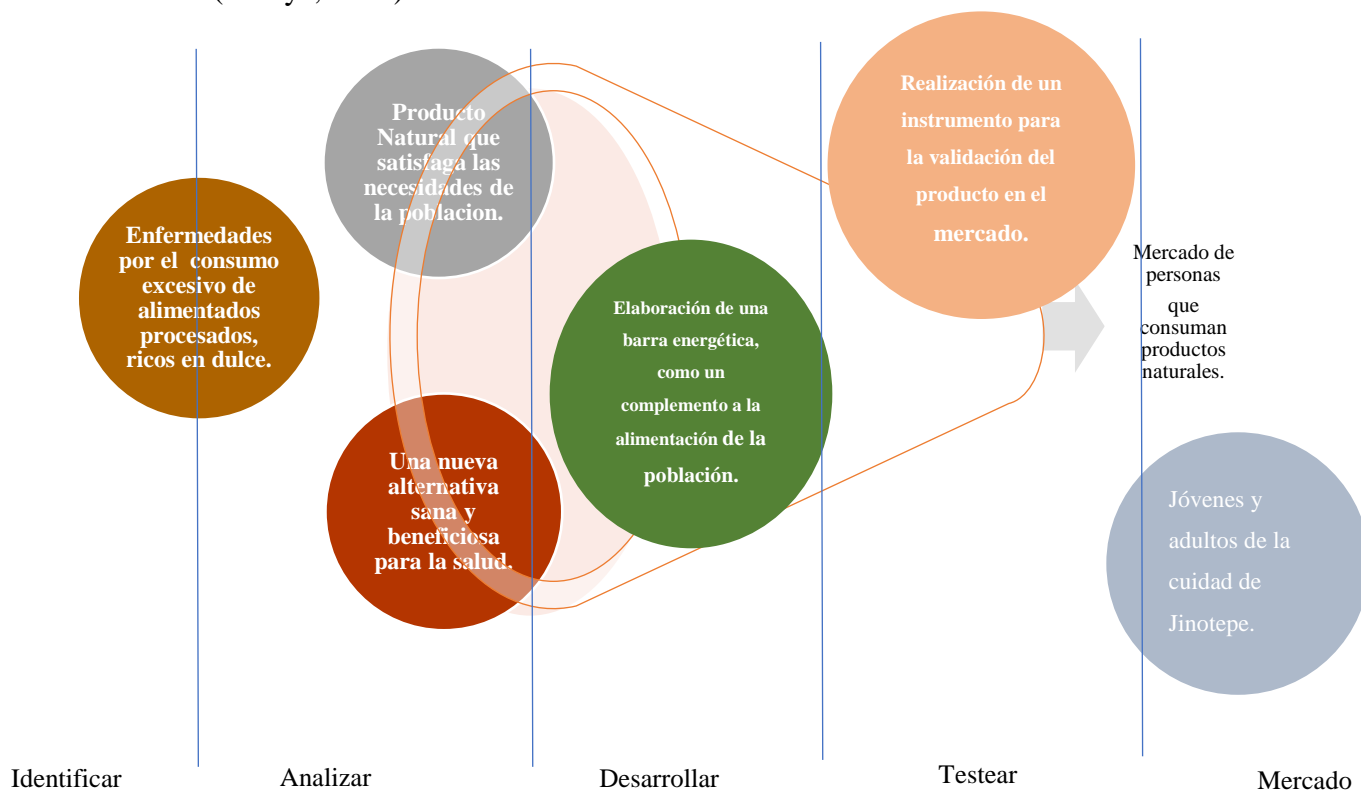 Producto
Natural que
satisfaga las
necesidades de
la poblacion.
Enfermedades
por el consumo
excesivo de
alimentados
procesados,
ricos en dulce.
Una nueva
alternativa
sana y
beneficiosa
para la salud.
Elaboración de una
barra energética,
como un
complemento a la
alimentación de la
población.
Realización de un
instrumento para
la validación del
producto en el
mercado.
Mercado de
personas
que
consuman
productos
naturales.
Jóvenes y
adultos de la
cuidad de
Jinotepe.
Identificar
Analizar
Desarrollar
Testear
Mercado